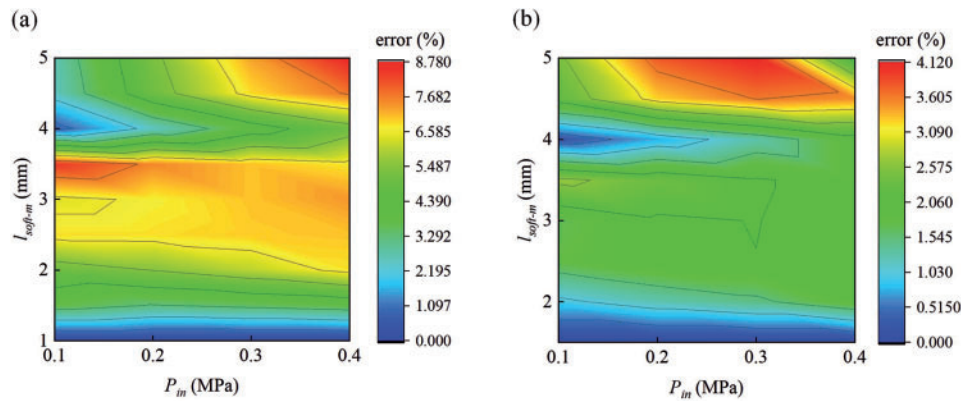 (a)
error (%)
5
4
3
2
1
l_soft-m (mm)
0.1 0.2 0.3 0.4
P_in (MPa)
8.780
7.682
6.585
5.487
4.390
3.292
2.195
1.097
0.000
(b)
error (%)
5
4
3
2
l_soft-m (mm)
0.1 0.2 0.3 0.4
P_in (MPa)
4.120
3.605
3.090
2.575
2.060
1.545
1.030
0.5150
0.000